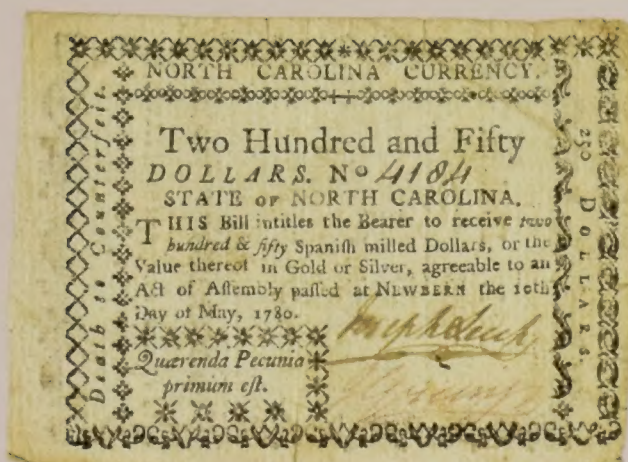 NORTH CAROLINA CURRENCY.
Two Hundred and Fifty
DOLLARS. No 4184
STATE OF NORTH CAROLINA.
THIS Bill intitles the Bearer to receive two
hundred & fifty Spaniſh milled Dollars, or the
Value thereof in Gold or Silver, agreeable to an
Act of Aſſembly paſſed at NEWBERN the 10th
Day of May, 1780.
Quærenda Pecunia
primum eſt.
Death to Counterfeit.
250 DOLLARS.